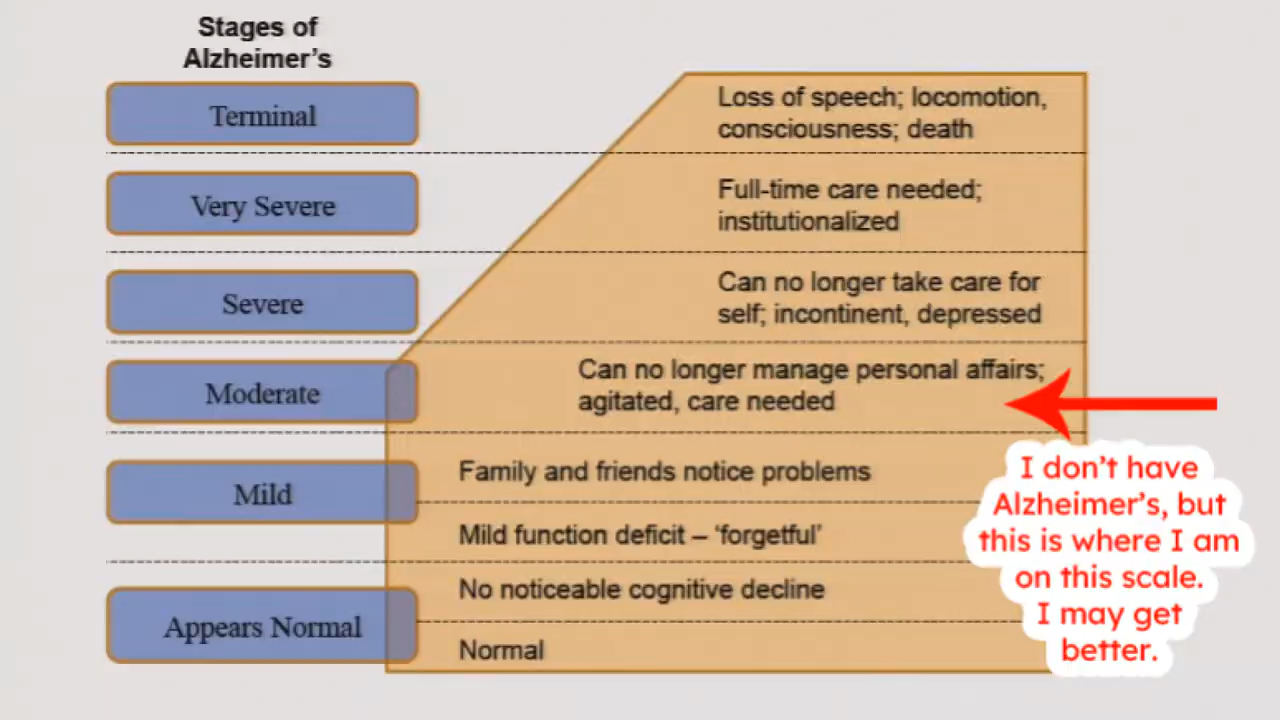 Stages of
Alzheimer’s
Terminal
Loss of speech; locomotion,
consciousness; death
Very Severe
Full-time care needed;
institutionalized
Severe
Can no longer take care for
self; incontinent, depressed
Moderate
Can no longer manage personal affairs;
agitated, care needed
Mild
Family and friends notice problems
Mild function deficit – ‘forgetful’
Appears Normal
No noticeable cognitive decline
Normal
I don’t have
Alzheimer’s, but
this is where I am
on this scale.
I may get
better.